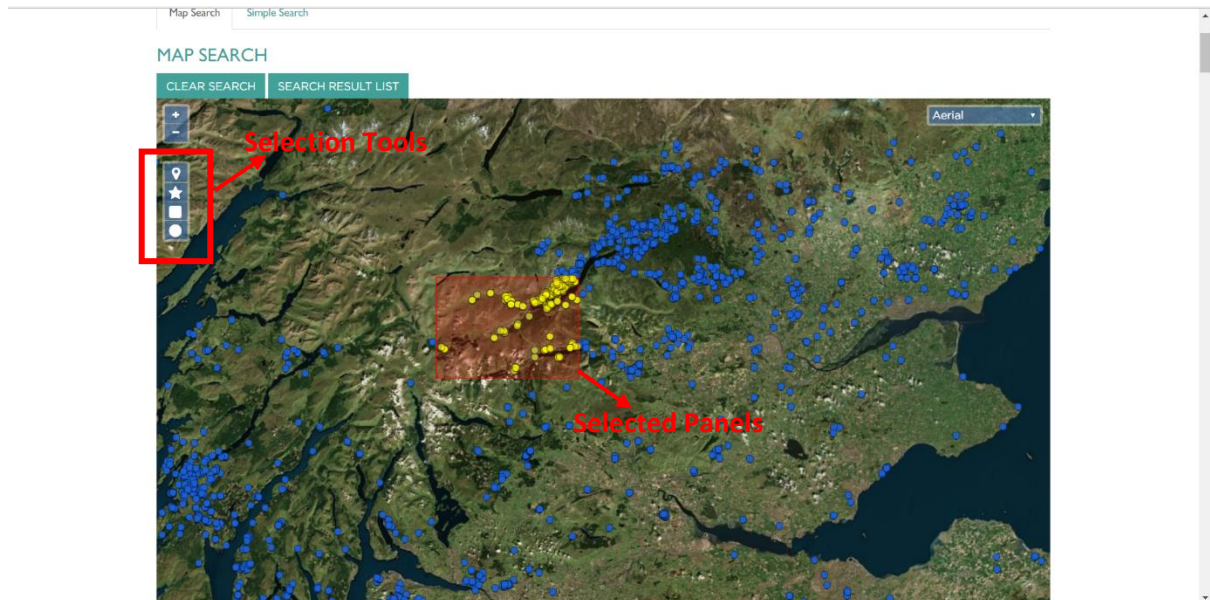 Map Search
Simple Search
MAP SEARCH
CLEAR SEARCH
SEARCH RESULT LIST
+
-
Aerial
Selection Tools
Selected Panels